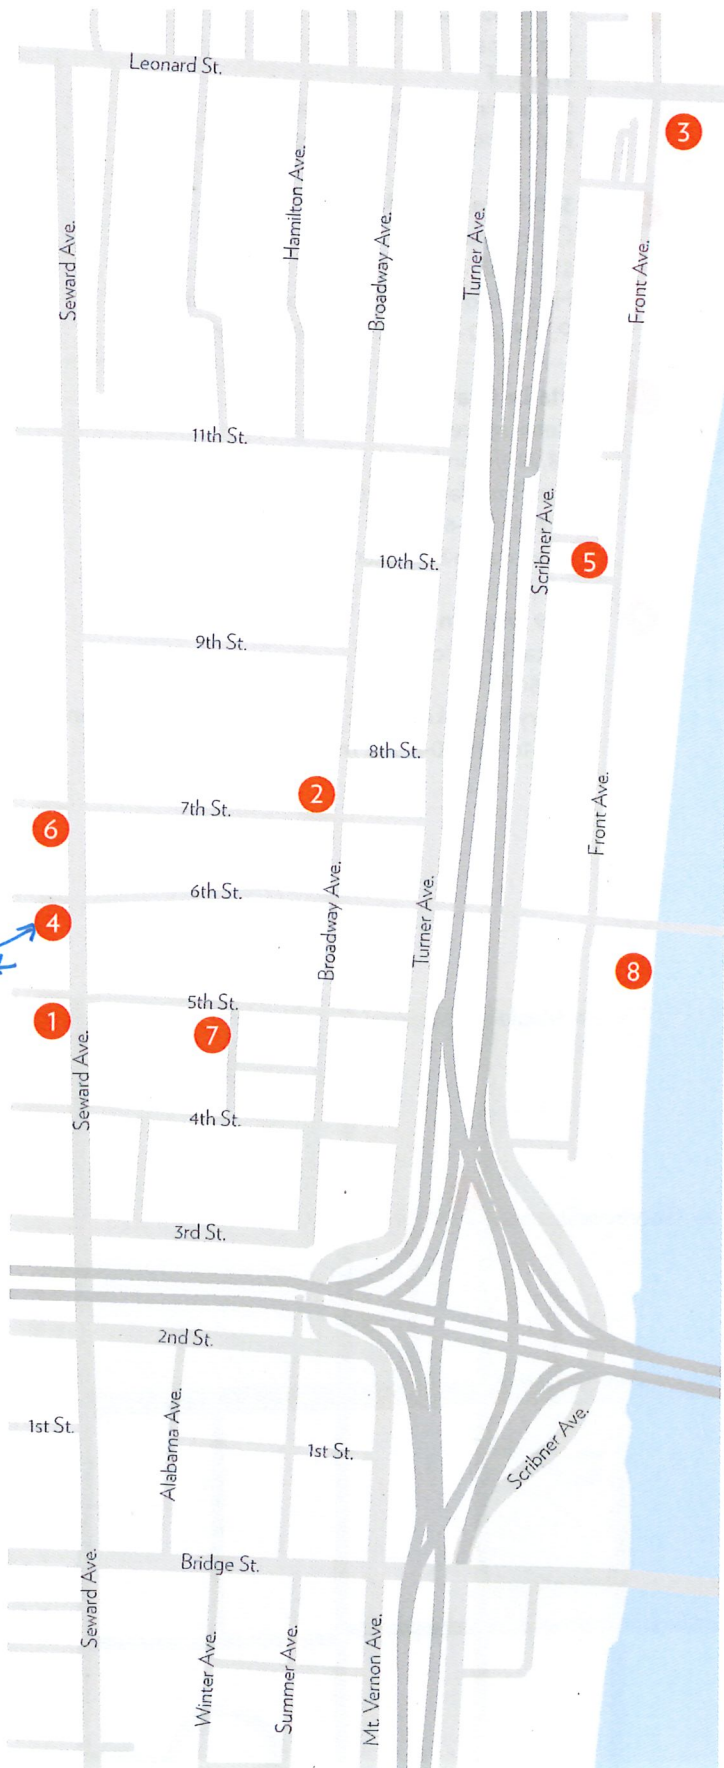 Leonard St.
3
Hamilton Ave.
Seward Ave.
Broadway Ave.
Turner Ave.
Front Ave.
11th St.
Scribner Ave.
10th St.
5
9th St.
8th St.
2
7th St.
6
Front Ave.
6th St.
Broadway Ave.
Turner Ave.
4
8
5th St.
1
7
Seward Ave.
4th St.
3rd St.
2nd St.
1st St.
Alabama Ave.
1st St.
Scribner Ave.
Bridge St.
Seward Ave.
Winter Ave.
Summer Ave.
Mt. Vernon Ave.